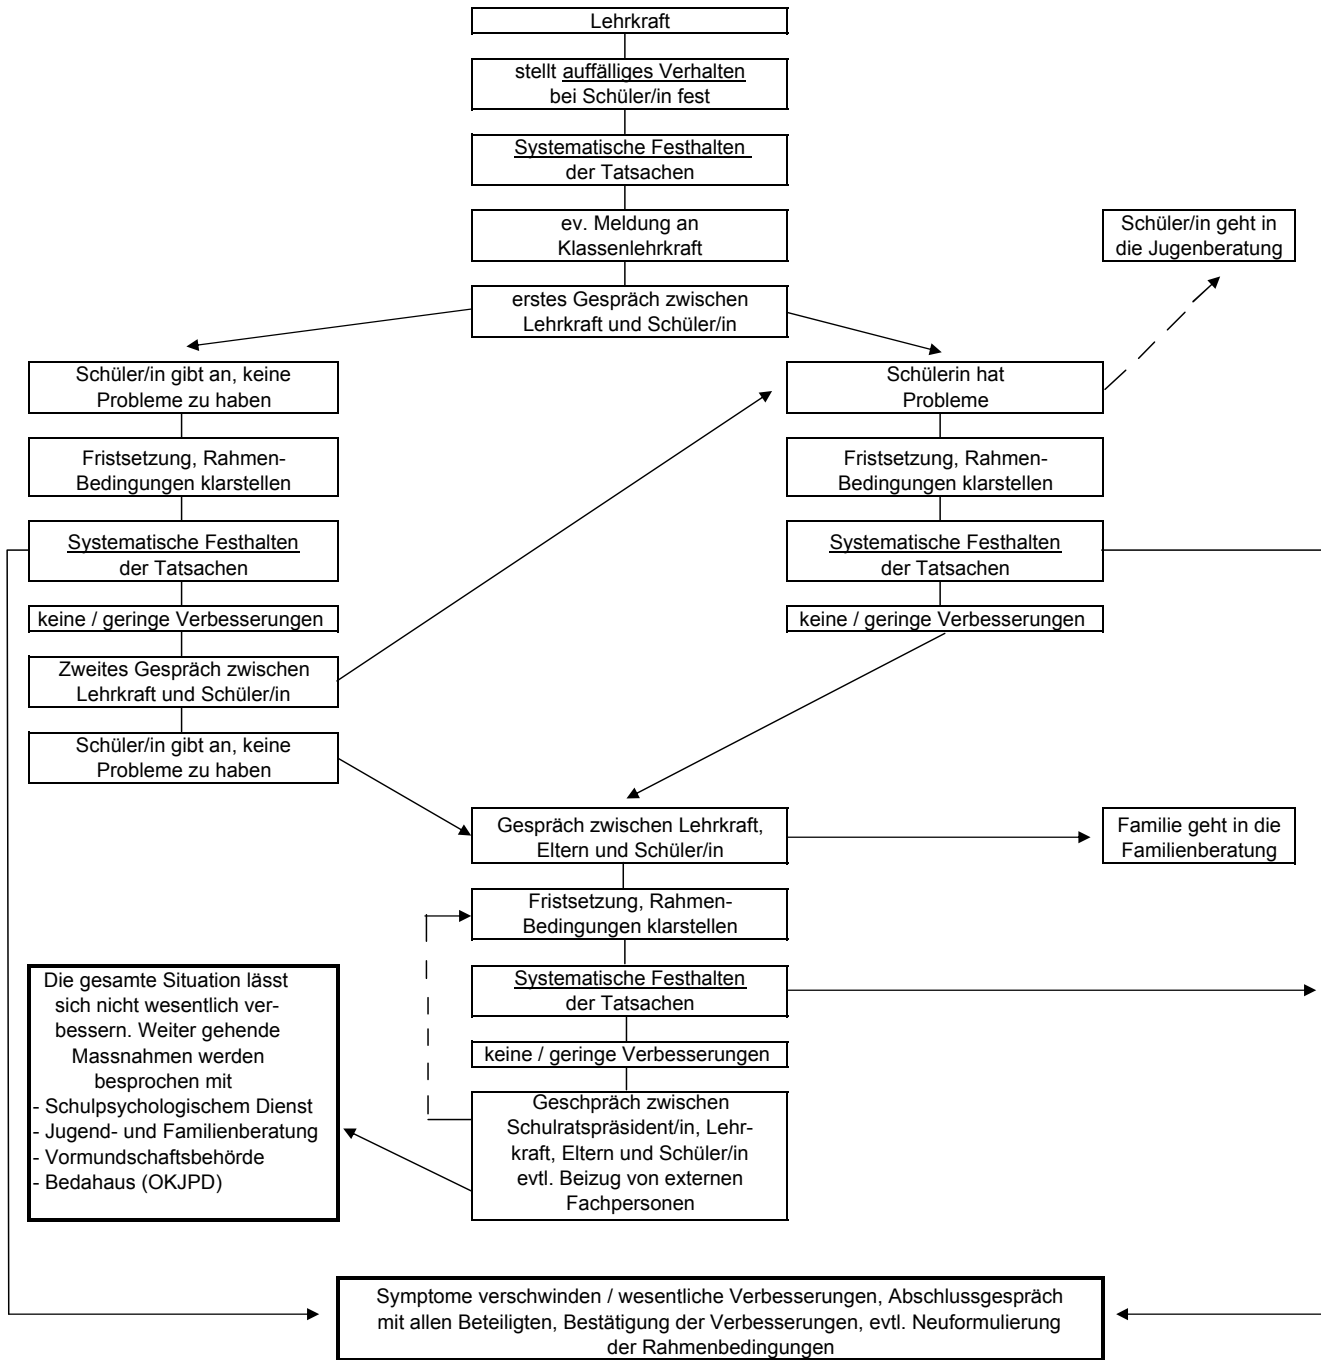 Lehrkraft
stellt auffälliges Verhalten
bei Schüler/in fest
Systematische Festhalten
der Tatsachen
ev. Meldung an
Klassenlehrkraft
Schüler/in geht in
die Jugenberatung
erstes Gespräch zwischen
Lehrkraft und Schüler/in
Schüler/in gibt an, keine
Probleme zu haben
Schülerin hat
Probleme
Fristsetzung, Rahmen-
Bedingungen klarstellen
Fristsetzung, Rahmen-
Bedingungen klarstellen
Systematische Festhalten
der Tatsachen
Systematische Festhalten
der Tatsachen
keine / geringe Verbesserungen
keine / geringe Verbesserungen
Zweites Gespräch zwischen
Lehrkraft und Schüler/in
Schüler/in gibt an, keine
Probleme zu haben
Gespräch zwischen Lehrkraft,
Eltern und Schüler/in
Familie geht in die
Familienberatung
Fristsetzung, Rahmen-
Bedingungen klarstellen
Systematische Festhalten
der Tatsachen
keine / geringe Verbesserungen
Die gesamte Situation lässt
sich nicht wesentlich ver-
bessern. Weiter gehende
Massnahmen werden
besprochen mit
- Schulpsychologischem Dienst
- Jugend- und Familienberatung
- Vormundschaftsbehörde
- Bedahaus (OKJPD)
Geschpräch zwischen
Schulratspräsident/in, Lehr-
kraft, Eltern und Schüler/in
evtl. Beizug von externen
Fachpersonen
Symptome verschwinden / wesentliche Verbesserungen, Abschlussgespräch
mit allen Beteiligten, Bestätigung der Verbesserungen, evtl. Neuformulierung
der Rahmenbedingungen